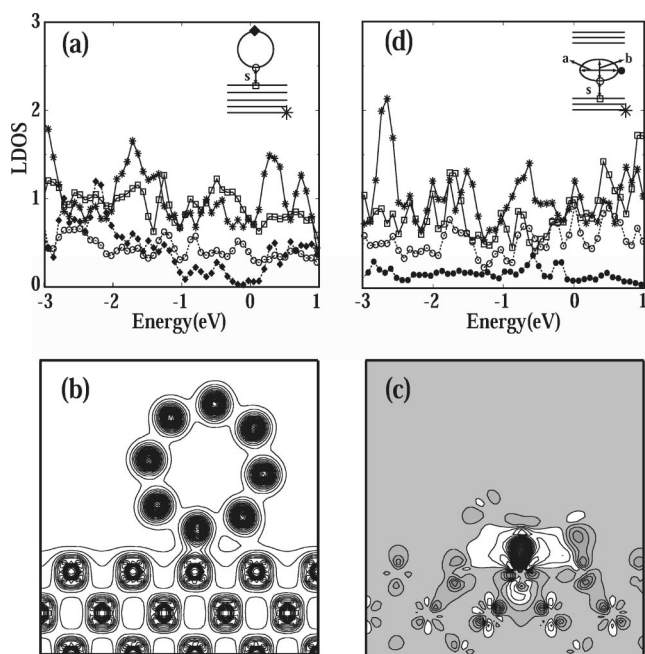 (a)
3
2
1
0
LDOS
s
-3 -2 -1 0 1
Energy(eV)
(d)
a b
s
-3 -2 -1 0 1
Energy(eV)
(b)
(c)